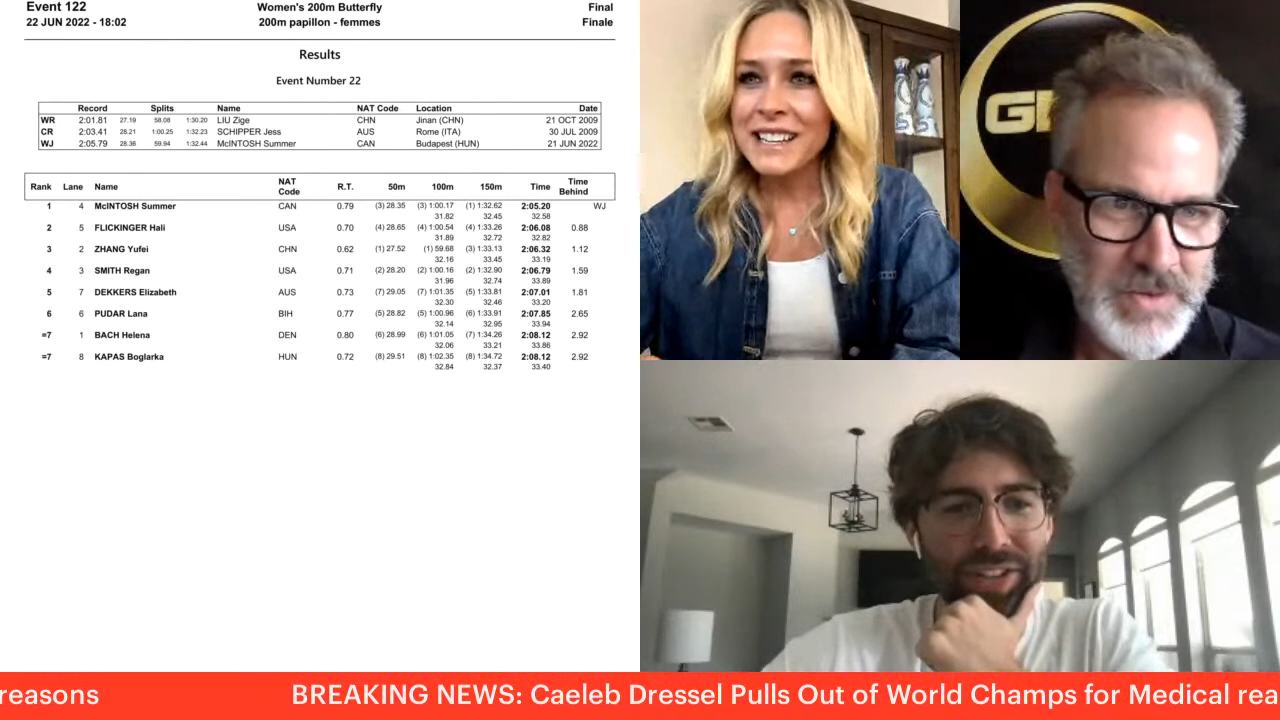 Event 122 Women's 200m Butterfly Final
22 JUN 2022 - 18:02 200m papillon - femmes Finale
Results
Event Number 22
Record Splits Name NAT Code Location Date
WR 2:01.81 27.19 58.08 1:30.20 LIU Zige CHN Jinan (CHN) 21 OCT 2009
CR 2:03.41 28.21 1:00.25 1:32.23 SCHIPPER Jess AUS Rome (ITA) 30 JUL 2009
WJ 2:05.79 28.36 59.94 1:32.44 McINTOSH Summer CAN Budapest (HUN) 21 JUN 2022
Rank Lane Name NAT Code R.T. 50m 100m 150m Time Time Behind
1 4 McINTOSH Summer CAN 0.79 (3) 28.35 (3) 1:00.17 (1) 1:32.62 2:05.20 WJ
31.82 32.45 32.58
2 5 FLICKINGER Hali USA 0.70 (4) 28.65 (4) 1:00.54 (4) 1:33.26 2:06.08 0.88
31.89 32.72 32.82
3 2 ZHANG Yufei CHN 0.62 (1) 27.52 (1) 59.68 (3) 1:33.13 2:06.32 1.12
32.16 33.45 33.19
4 3 SMITH Regan USA 0.71 (2) 28.20 (2) 1:00.16 (2) 1:32.90 2:06.79 1.59
31.96 32.74 33.89
5 7 DEKKERS Elizabeth AUS 0.73 (7) 29.05 (7) 1:01.35 (5) 1:33.81 2:07.01 1.81
32.30 32.46 33.20
6 6 PUDAR Lana BIH 0.77 (5) 28.82 (5) 1:00.96 (6) 1:33.91 2:07.85 2.65
32.14 32.95 33.94
=7 1 BACH Helena DEN 0.80 (6) 28.99 (6) 1:01.05 (7) 1:34.26 2:08.12 2.92
32.06 33.21 33.86
=7 8 KAPAS Boglarka HUN 0.72 (8) 29.51 (8) 1:02.35 (8) 1:34.72 2:08.12 2.92
32.84 32.37 33.40
reasons BREAKING NEWS: Caeleb Dressel Pulls Out of World Champs for Medical rea